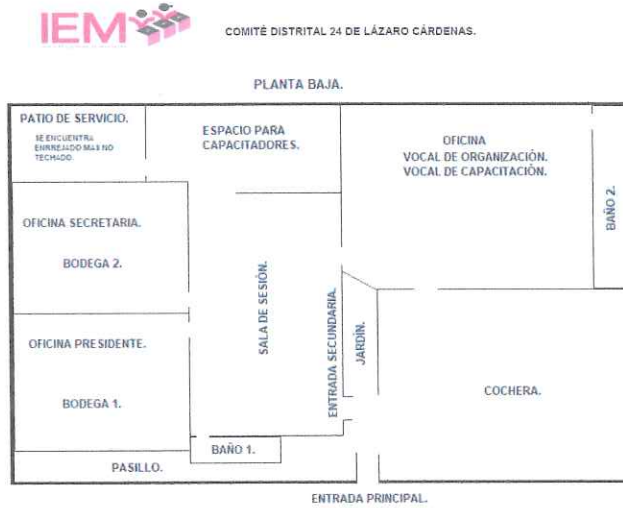 IEM
COMITÉ DISTRITAL 24 DE LÁZARO CÁRDENAS.
PLANTA BAJA.
PATIO DE SERVICIO.
SE ENCUENTRA
ENRREJADO MAS NO
TECHADO.
ESPACIO PARA
CAPACITADORES.
OFICINA
VOCAL DE ORGANIZACIÓN.
VOCAL DE CAPACITACIÓN.
BAÑO 2.
OFICINA SECRETARIA.
BODEGA 2.
SALA DE SESIÓN.
ENTRADA SECUNDARIA.
JARDÍN.
OFICINA PRESIDENTE.
BODEGA 1.
COCHERA.
BAÑO 1.
PASILLO.
ENTRADA PRINCIPAL.